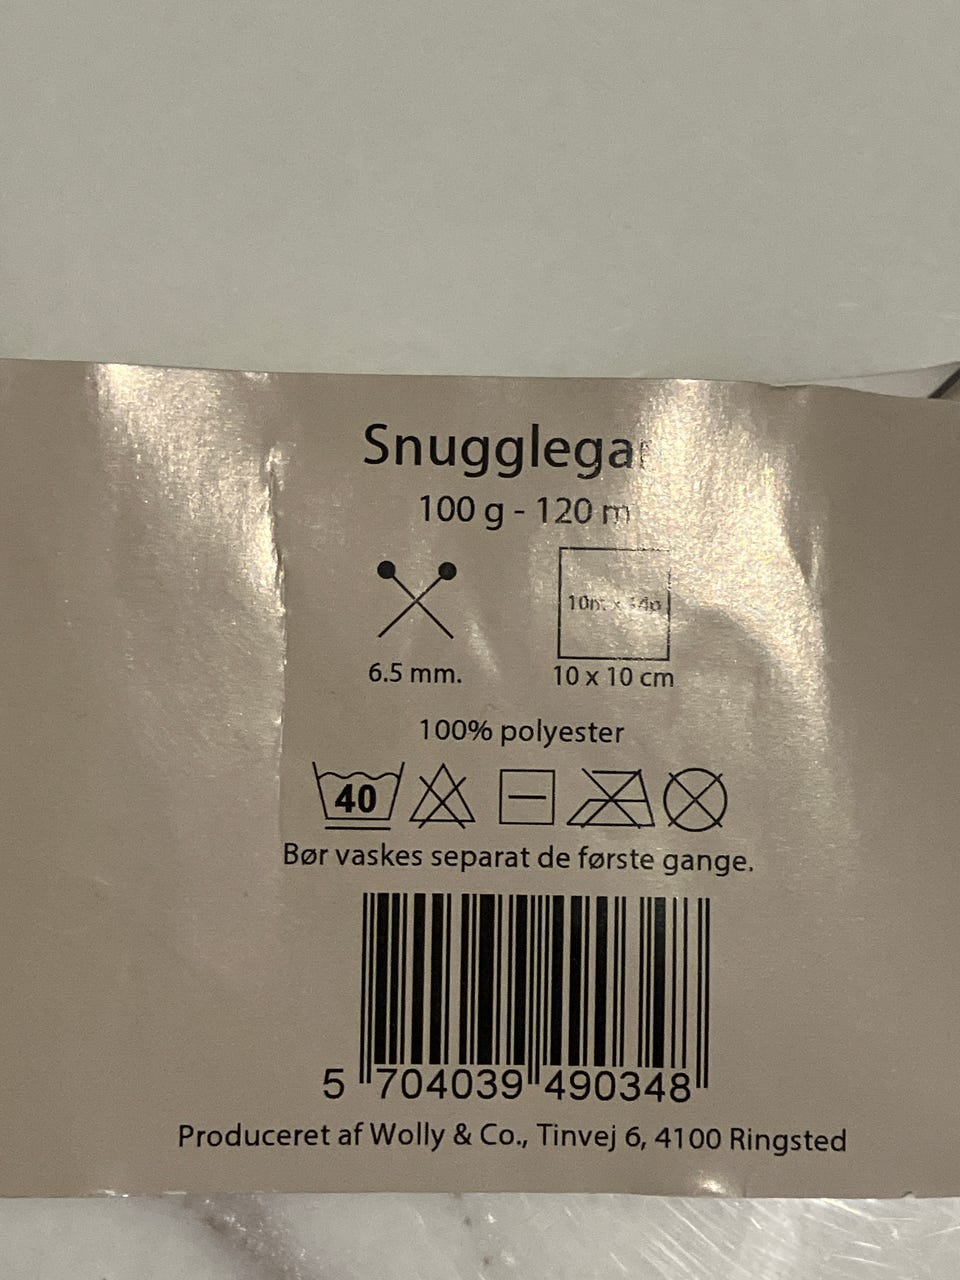 Snugglegar
100 g - 120 m
6.5 mm.
10 x 10 cm
100% polyester
40
Bør vaskes separat de første gange.
5 704039 490348
Produceret af Wolly & Co., Tinvej 6, 4100 Ringsted